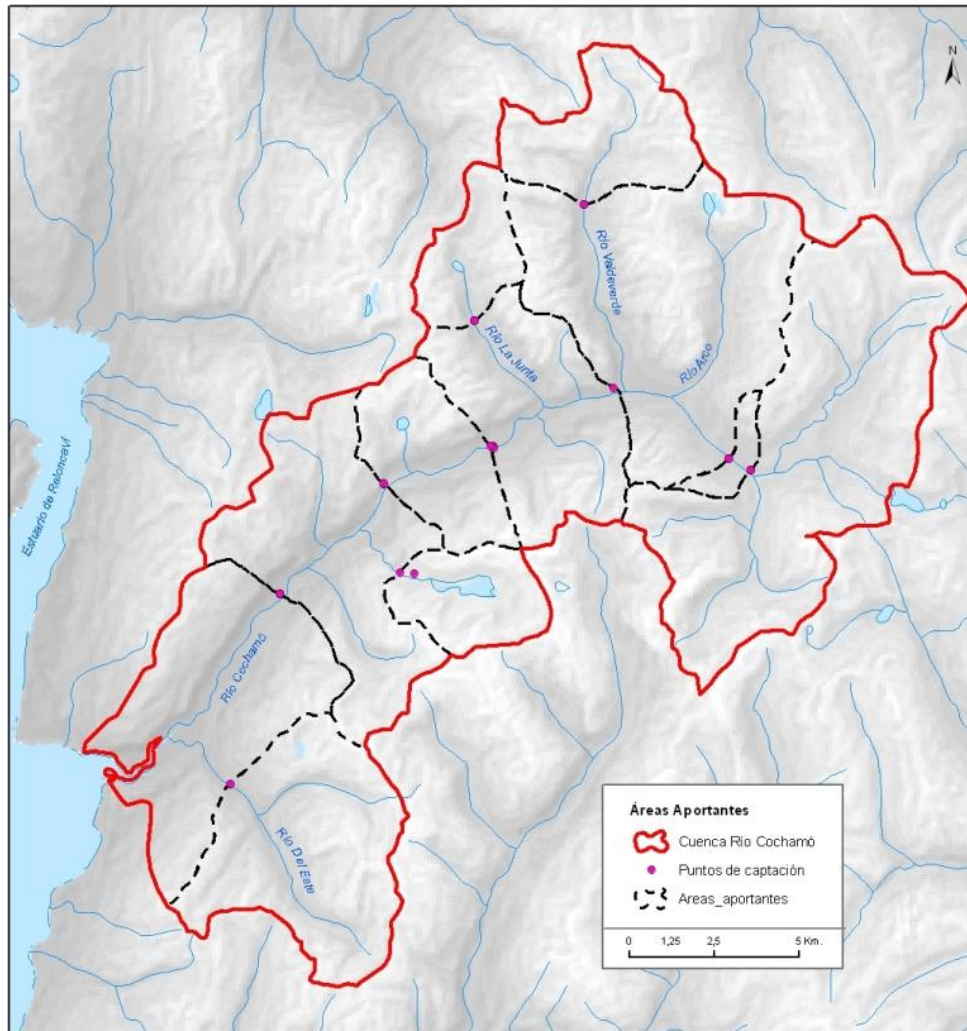 N
Río Valdeverde
Río La Junta
Río Arco
Estuario de Reloncaví
Río Cochamó
Río Del Este
Áreas Aportantes
Cuenca Río Cochamó
Puntos de captación
Areas_aportantes
0 1,25 2,5 5 Km.